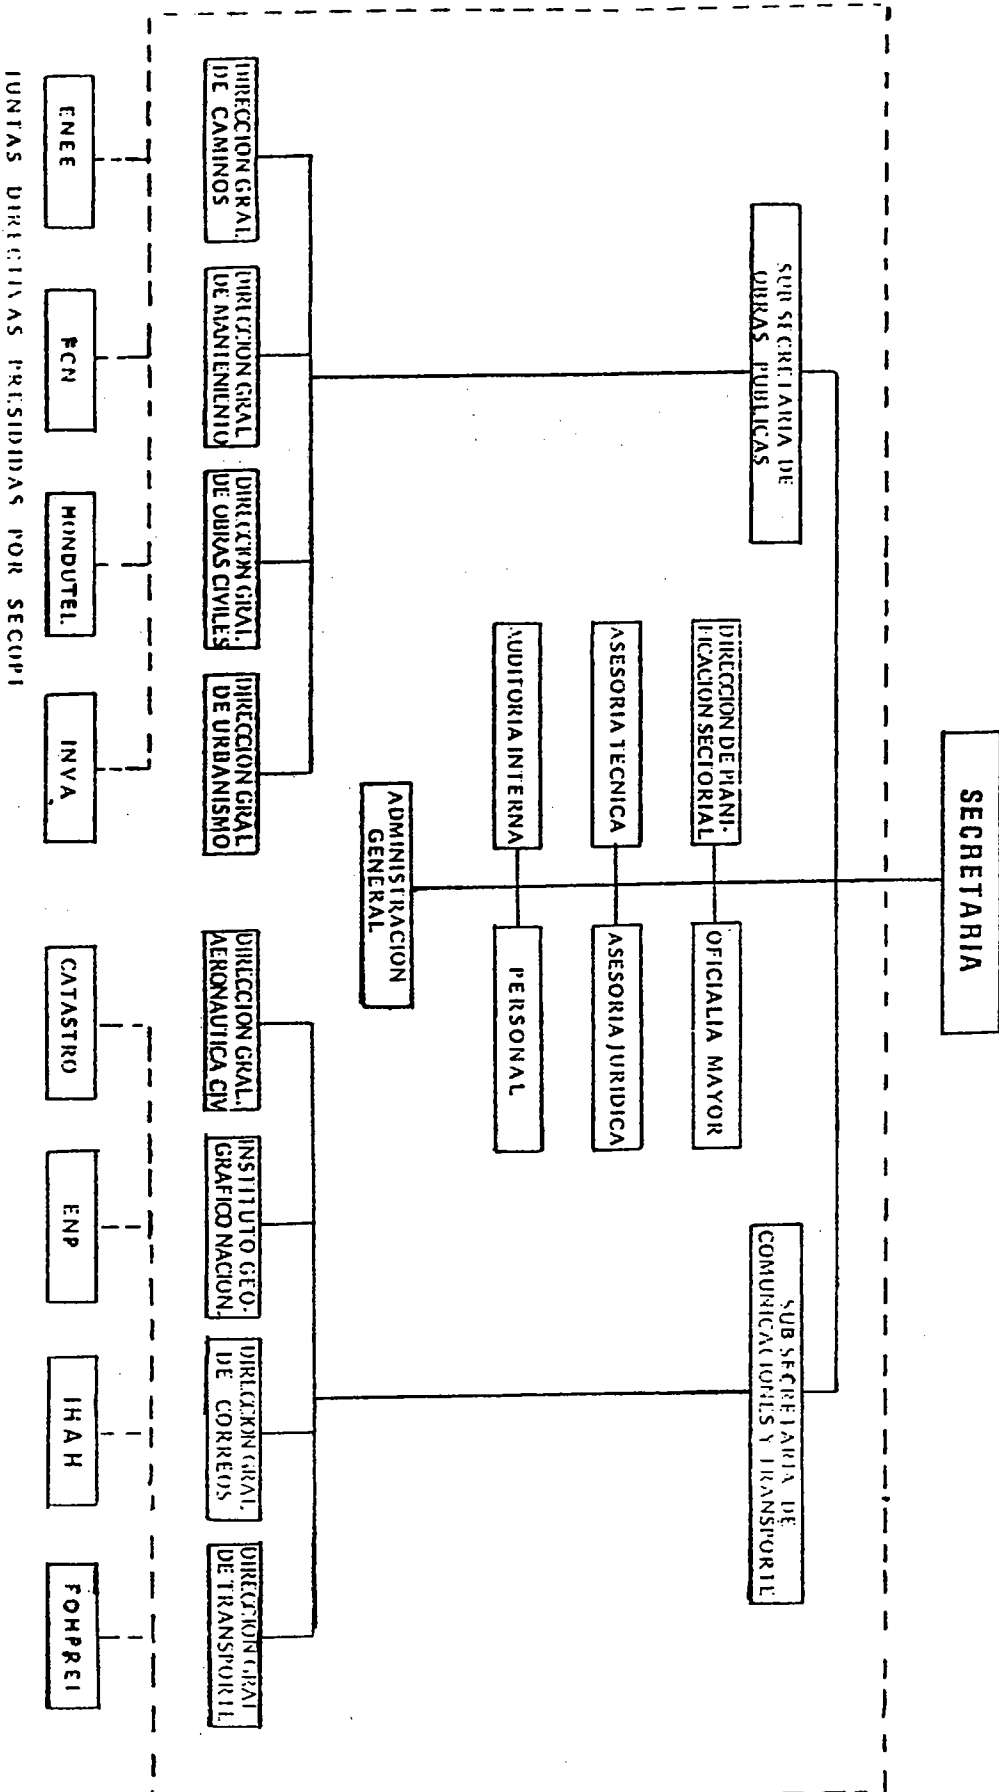 SECRETARIA
SUB SECRETARIA DE
OBRAS PUBLICAS
SUB SECRETARIA DE
COMUNICACIONES Y TRANSPORTE
DIRECCION DE PLANI-
FICACION SECTORIAL
OFICIALIA MAYOR
ASESORIA TECNICA
ASESORIA JURIDICA
AUDITORIA INTERNA
PERSONAL
ADMINISTRACION
GENERAL
DIRECCION GRAL
DE CAMINOS
DIRECCION GRAL
DE MANTENIENTO
DIRECCION GRAL.
DE OBRAS CIVILES
DIRECCION GRAL
DE URBANISMO
DIRECCION GRAL.
AERONAUTICA CIV
INSTITUTO GEO-
GRAFICO NACION.
DIRECCION GRAL
DE CORREOS
DIRECCION GRAL
DE TRANSPORTE
ENEE
FCN
HONDUTEL
INVA
CATASTRO
ENP
IHAH
FOHPREI
JUNTAS DIRECTIVAS PRESIDIDAS POR SECOPT